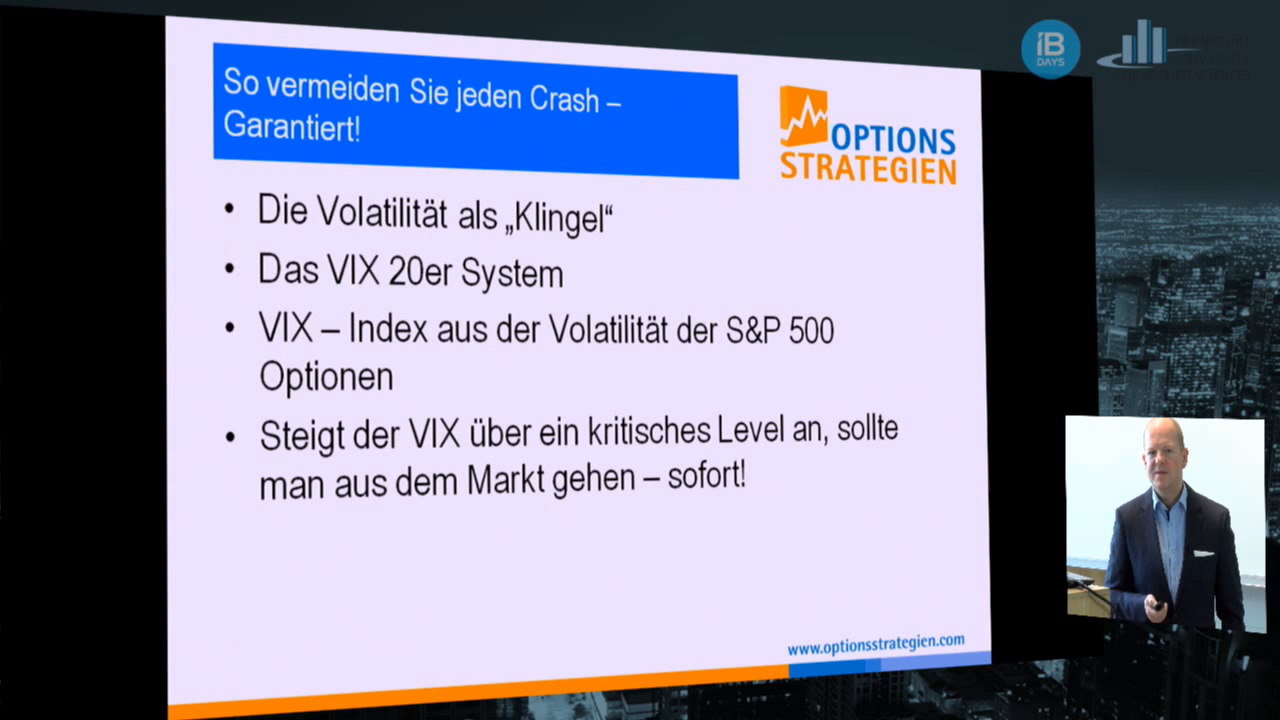 iB
DAYS
So vermeiden Sie jeden Crash –
Garantiert!
OPTIONS
STRATEGIEN
• Die Volatilität als „Klingel“
• Das VIX 20er System
• VIX – Index aus der Volatilität der S&P 500
Optionen
• Steigt der VIX über ein kritisches Level an, sollte
man aus dem Markt gehen – sofort!
www.optionsstrategien.com